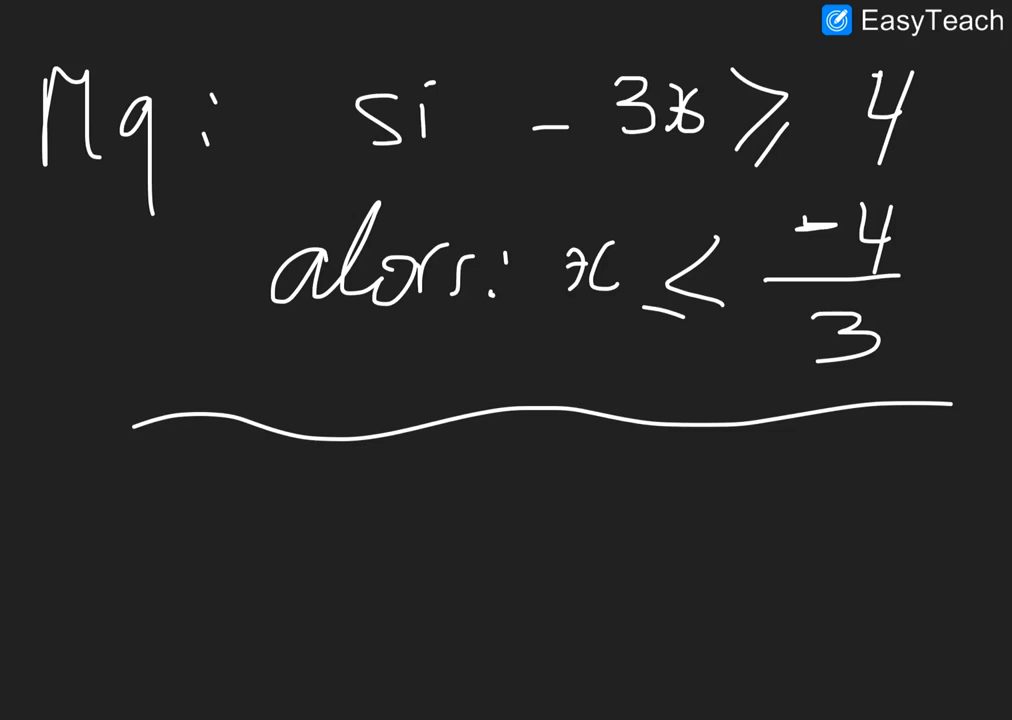 EasyTeach
Mq : si - 3x ⩾ 4
alors : x ≤ -4/3